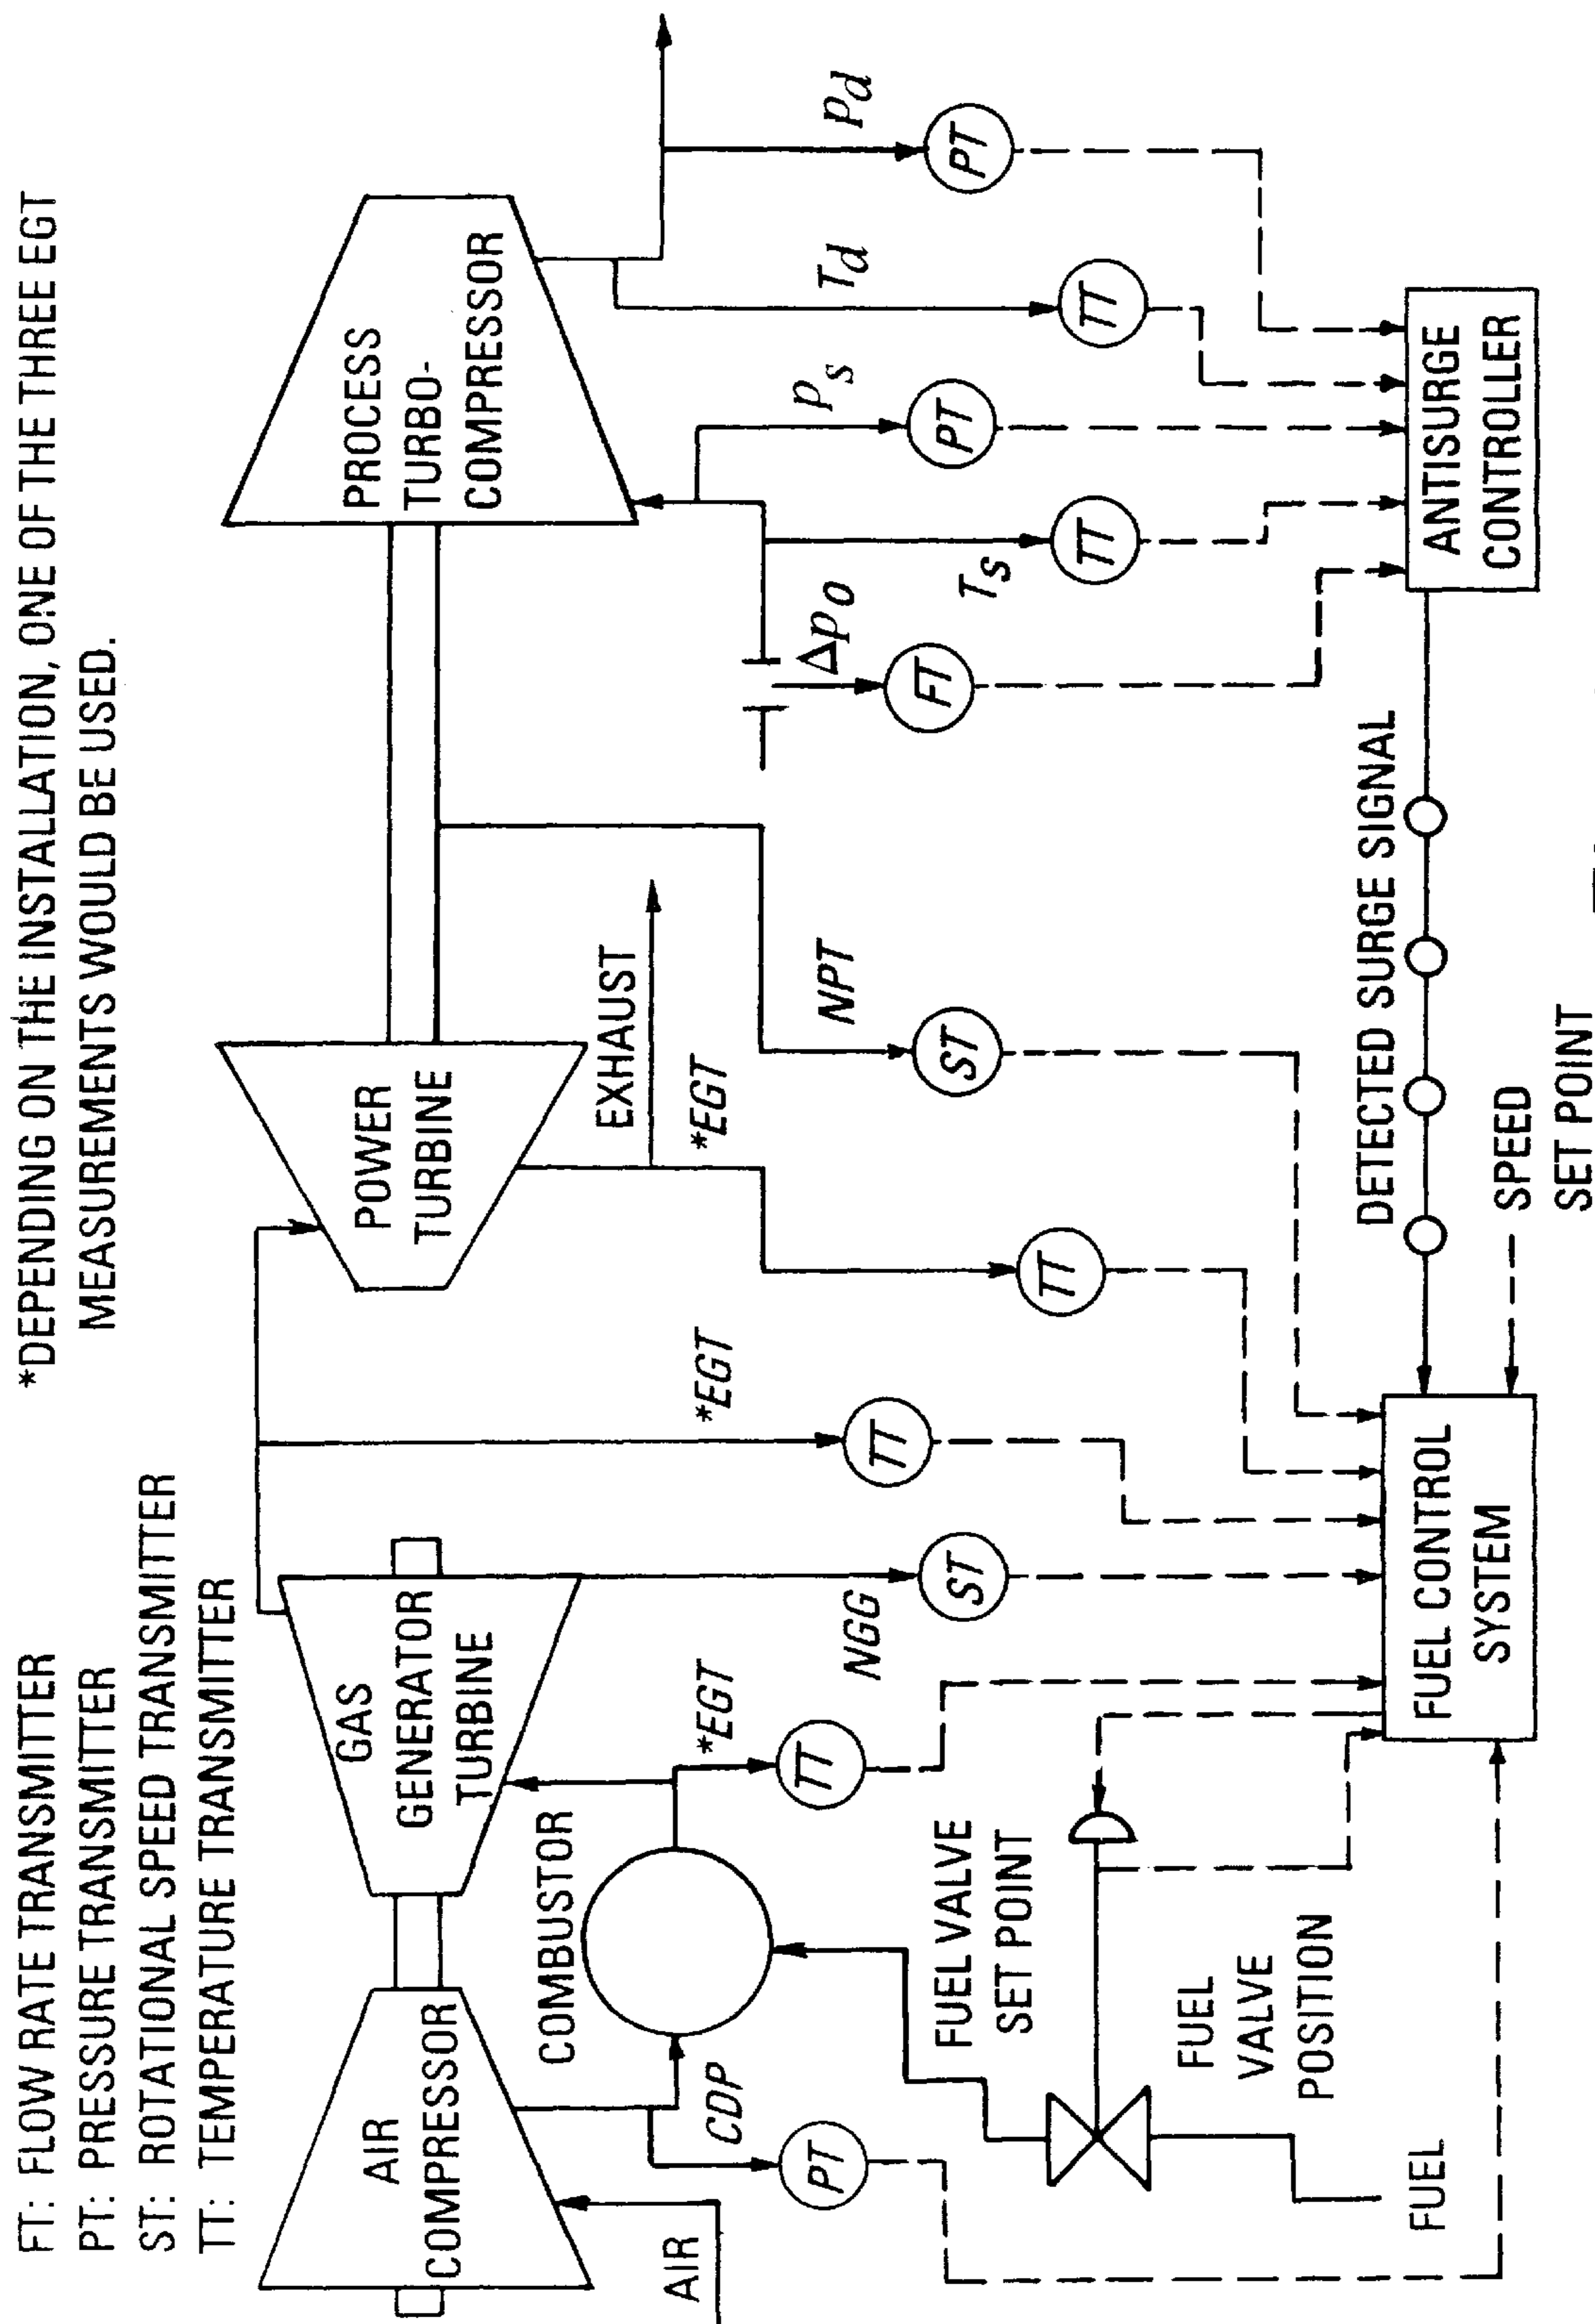 FT: FLOW RATE TRANSMITTER
PT: PRESSURE TRANSMITTER
ST: ROTATIONAL SPEED TRANSMITTER
TT: TEMPERATURE TRANSMITTER
*DEPENDING ON THE INSTALLATION, ONE OF THE THREE EGT
MEASUREMENTS WOULD BE USED.
AIR
COMPRESSOR
GAS
GENERATOR
TURBINE
POWER
TURBINE
PROCESS
TURBO-
COMPRESSOR
AIR
COMBUSTOR
EXHAUST
CDP
*EGT
*EGT
*EGT
NGG
NPT
Δpo
Ts
ps
Td
pd
PT
TT
ST
TT
TT
ST
FT
TT
PT
TT
PT
FUEL VALVE
SET POINT
FUEL
VALVE
POSITION
FUEL
FUEL CONTROL
SYSTEM
DETECTED SURGE SIGNAL
SPEED
SET POINT
ANTISURGE
CONTROLLER